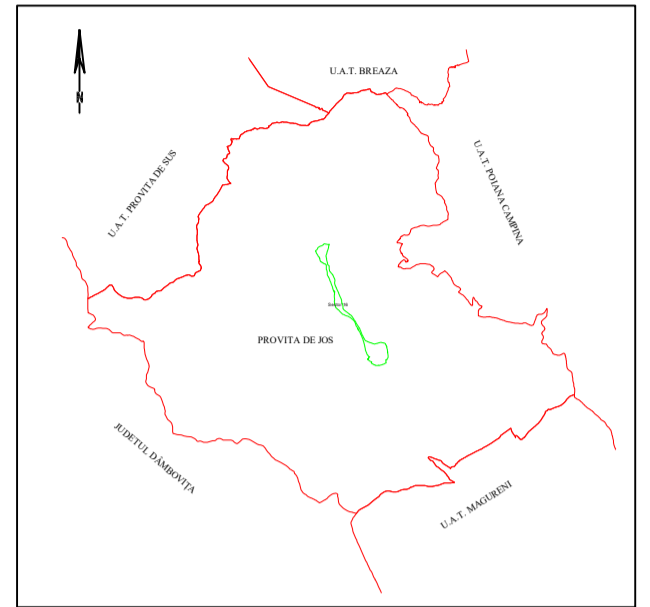 U.A.T. BREAZA
N
U.A.T. PROVITA DE SUS
U.A.T. POIANA CAMPINA
PROVITA DE JOS
JUDETUL DÂMBOVIȚA
U.A.T. MAGURENI